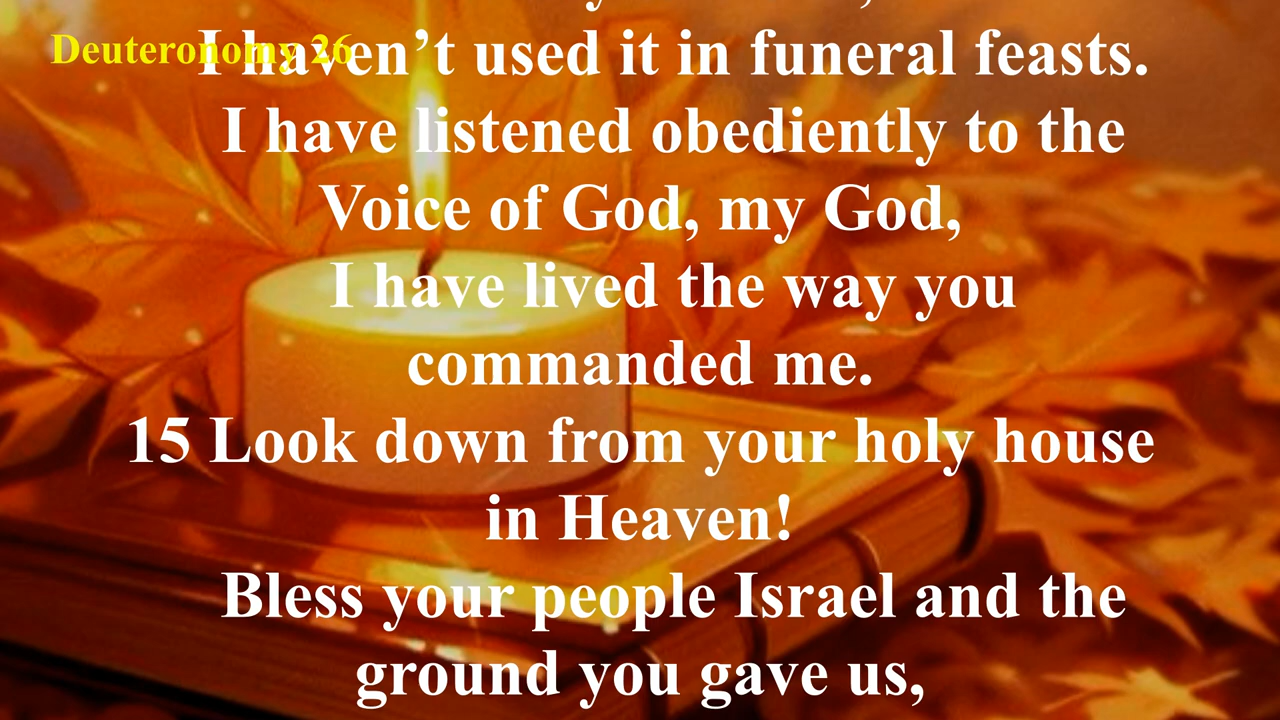 Deuteronomy 26
I haven’t used it in funeral feasts.
I have listened obediently to the
Voice of God, my God,
I have lived the way you
commanded me.
15 Look down from your holy house
in Heaven!
Bless your people Israel and the
ground you gave us,